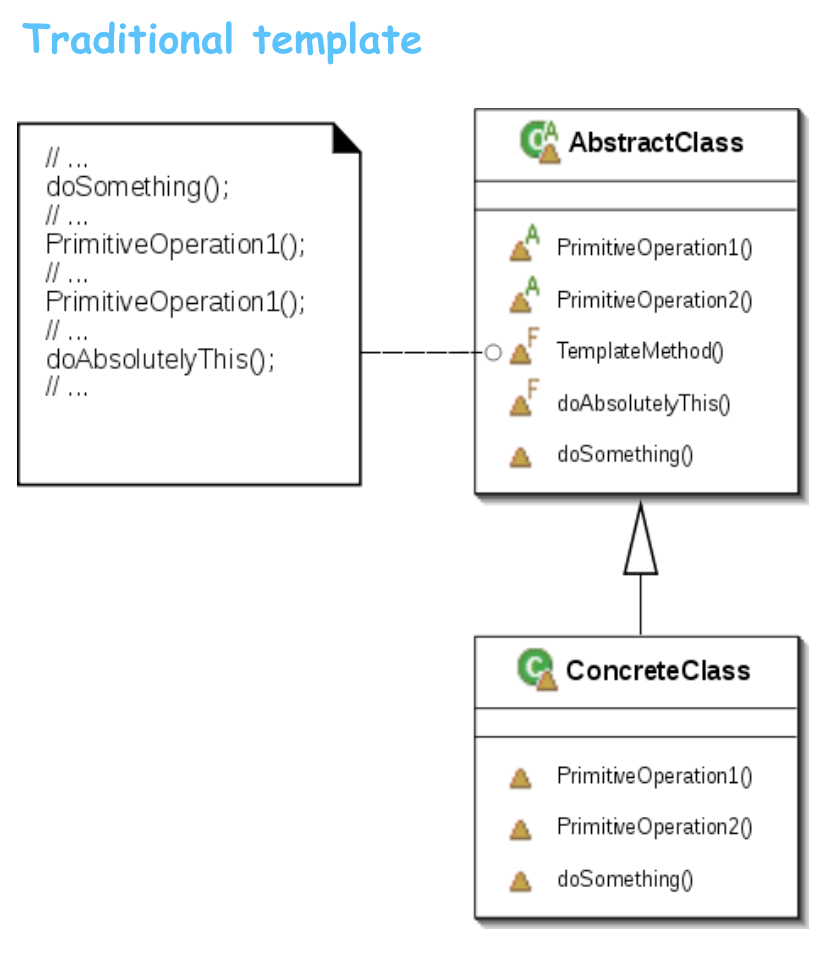 Traditional template
// ...
doSomething();
// ...
PrimitiveOperation1();
// ...
PrimitiveOperation1();
// ...
doAbsolutelyThis();
// ...
C A AbstractClass
A PrimitiveOperation1()
A PrimitiveOperation2()
F TemplateMethod()
F doAbsolutelyThis()
doSomething()
C ConcreteClass
PrimitiveOperation1()
PrimitiveOperation2()
doSomething()